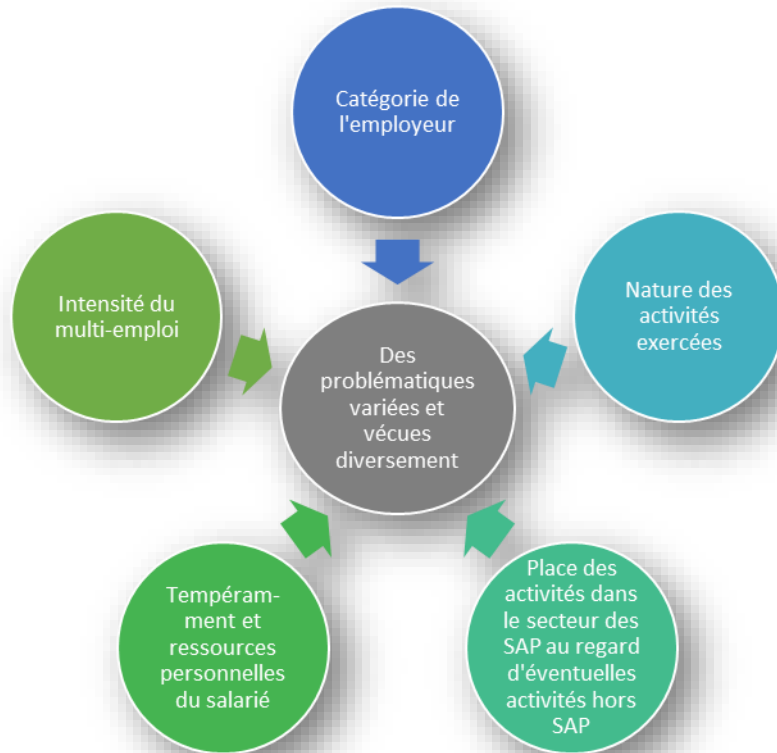 Catégorie de
l'employeur
Intensité du
multi-emploi
Nature des
activités
exercées
Des
problématiques
variées et
vécues
diversement
Tempéram-
ment et
ressources
personnelles
du salarié
Place des
activités dans
le secteur des
SAP au regard
d'éventuelles
activités hors
SAP